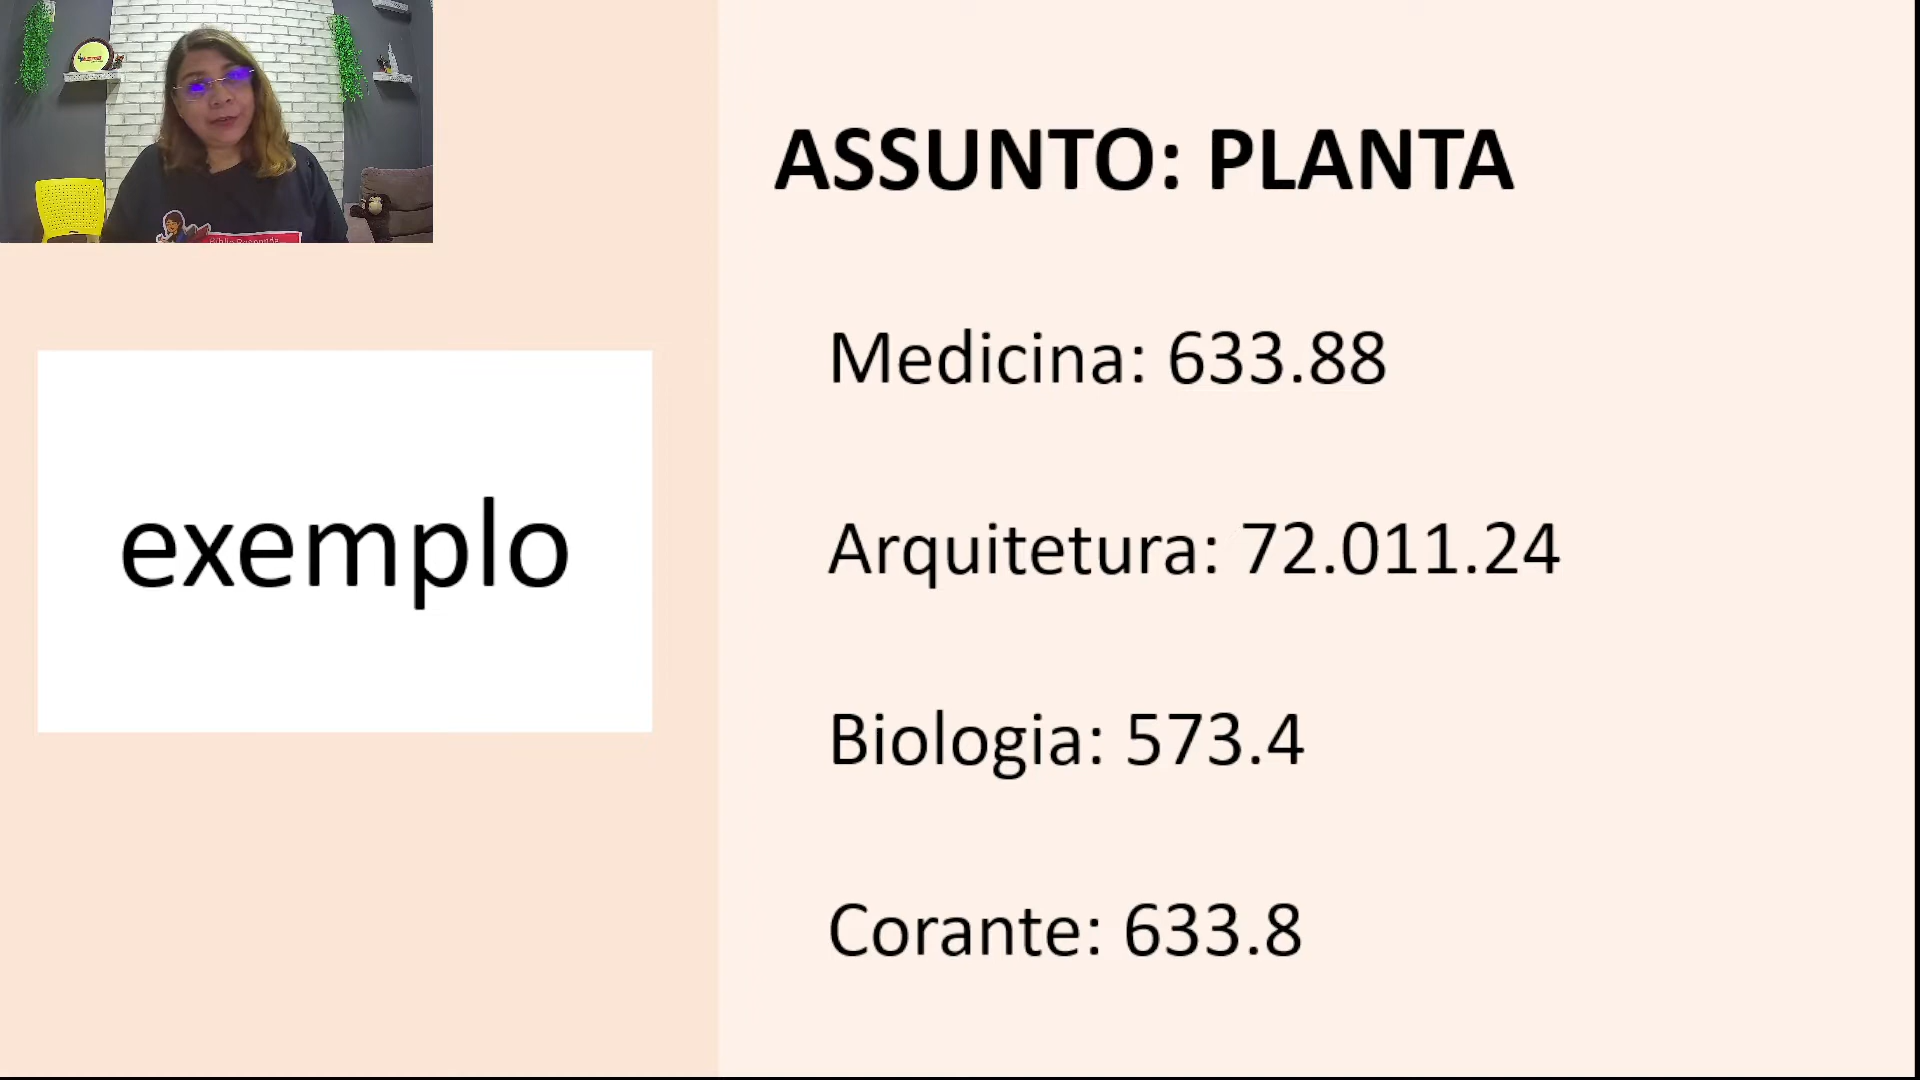 ASSUNTO: PLANTA
exemplo
Medicina: 633.88
Arquitetura: 72.011.24
Biologia: 573.4
Corante: 633.8